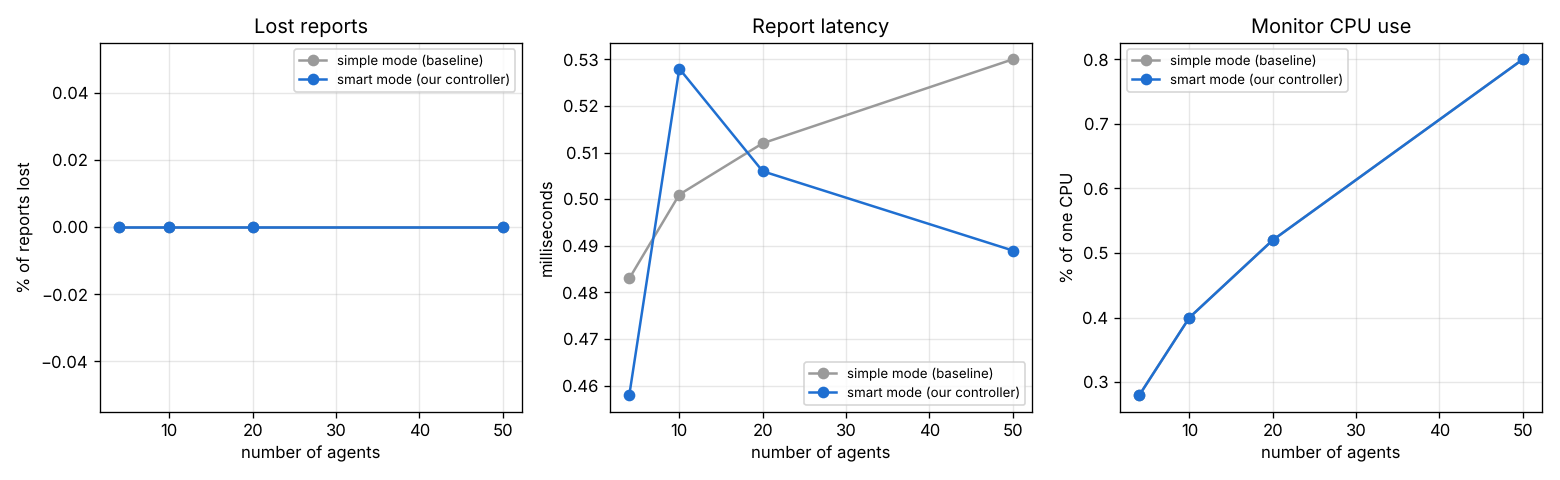 Lost reports
simple mode (baseline)
smart mode (our controller)
% of reports lost
0.04
0.02
0.00
−0.02
−0.04
10 20 30 40 50
number of agents
Report latency
milliseconds
0.53
0.52
0.51
0.50
0.49
0.48
0.47
0.46
simple mode (baseline)
smart mode (our controller)
10 20 30 40 50
number of agents
Monitor CPU use
simple mode (baseline)
smart mode (our controller)
% of one CPU
0.8
0.7
0.6
0.5
0.4
0.3
10 20 30 40 50
number of agents